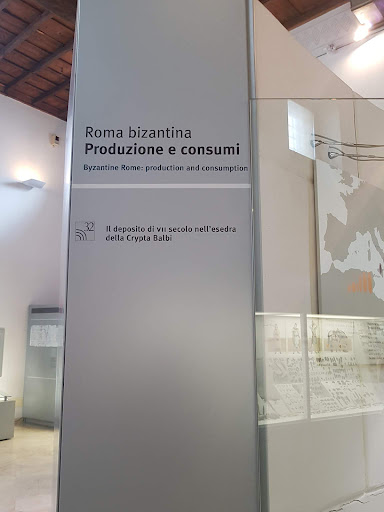 Roma bizantina
Produzione e consumi
Byzantine Rome: production and consumption
32
Il deposito di VII secolo nell'esedra
della Crypta Balbi